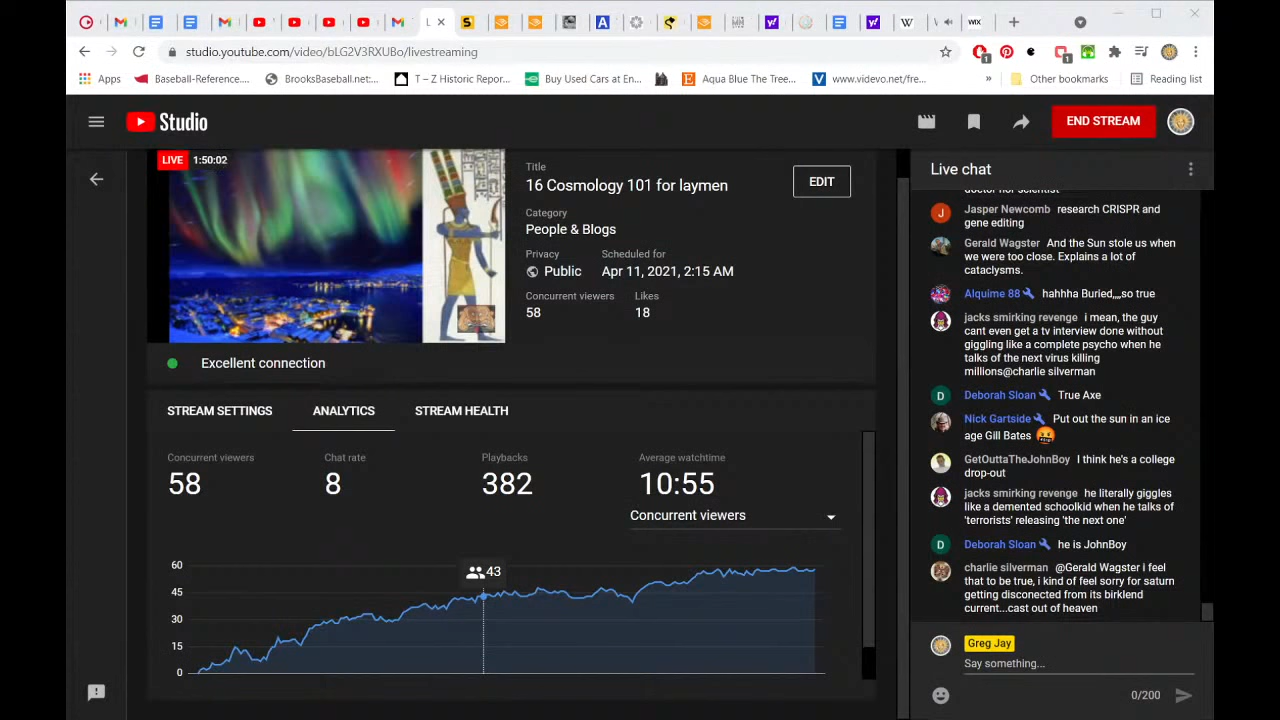 studio.youtube.com/video/bLG2V3RXUBo/livestreaming
Apps
Baseball-Reference....
BrooksBaseball.net:...
T – Z Historic Repor...
Buy Used Cars at En...
Aqua Blue The Tree...
www.videvo.net/fre...
»
Other bookmarks
Reading list
Studio
END STREAM
LIVE 1:50:02
Title
16 Cosmology 101 for laymen
EDIT
Category
People & Blogs
Privacy
Public
Scheduled for
Apr 11, 2021, 2:15 AM
Concurrent viewers
58
Likes
18
Excellent connection
STREAM SETTINGS
ANALYTICS
STREAM HEALTH
Concurrent viewers
58
Chat rate
8
Playbacks
382
Average watchtime
10:55
Concurrent viewers
43
60
45
30
15
0
Live chat
doctor nor scientist
Jasper Newcomb research CRISPR and
gene editing
Gerald Wagster And the Sun stole us when
we were too close. Explains a lot of
cataclysms.
Alquime 88 hahhha Buried,,,,so true
jacks smirking revenge i mean, the guy
cant even get a tv interview done without
giggling like a complete psycho when he
talks of the next virus killing
millions@charlie silverman
Deborah Sloan True Axe
Nick Gartside Put out the sun in an ice
age Gill Bates
GetOuttaTheJohnBoy I think he's a college
drop-out
jacks smirking revenge he literally giggles
like a demented schoolkid when he talks of
'terrorists' releasing 'the next one'
Deborah Sloan he is JohnBoy
charlie silverman @Gerald Wagster i feel
that to be true, i kind of feel sorry for saturn
getting disconnected from its birklend
current...cast out of heaven
Greg Jay
Say something...
0/200